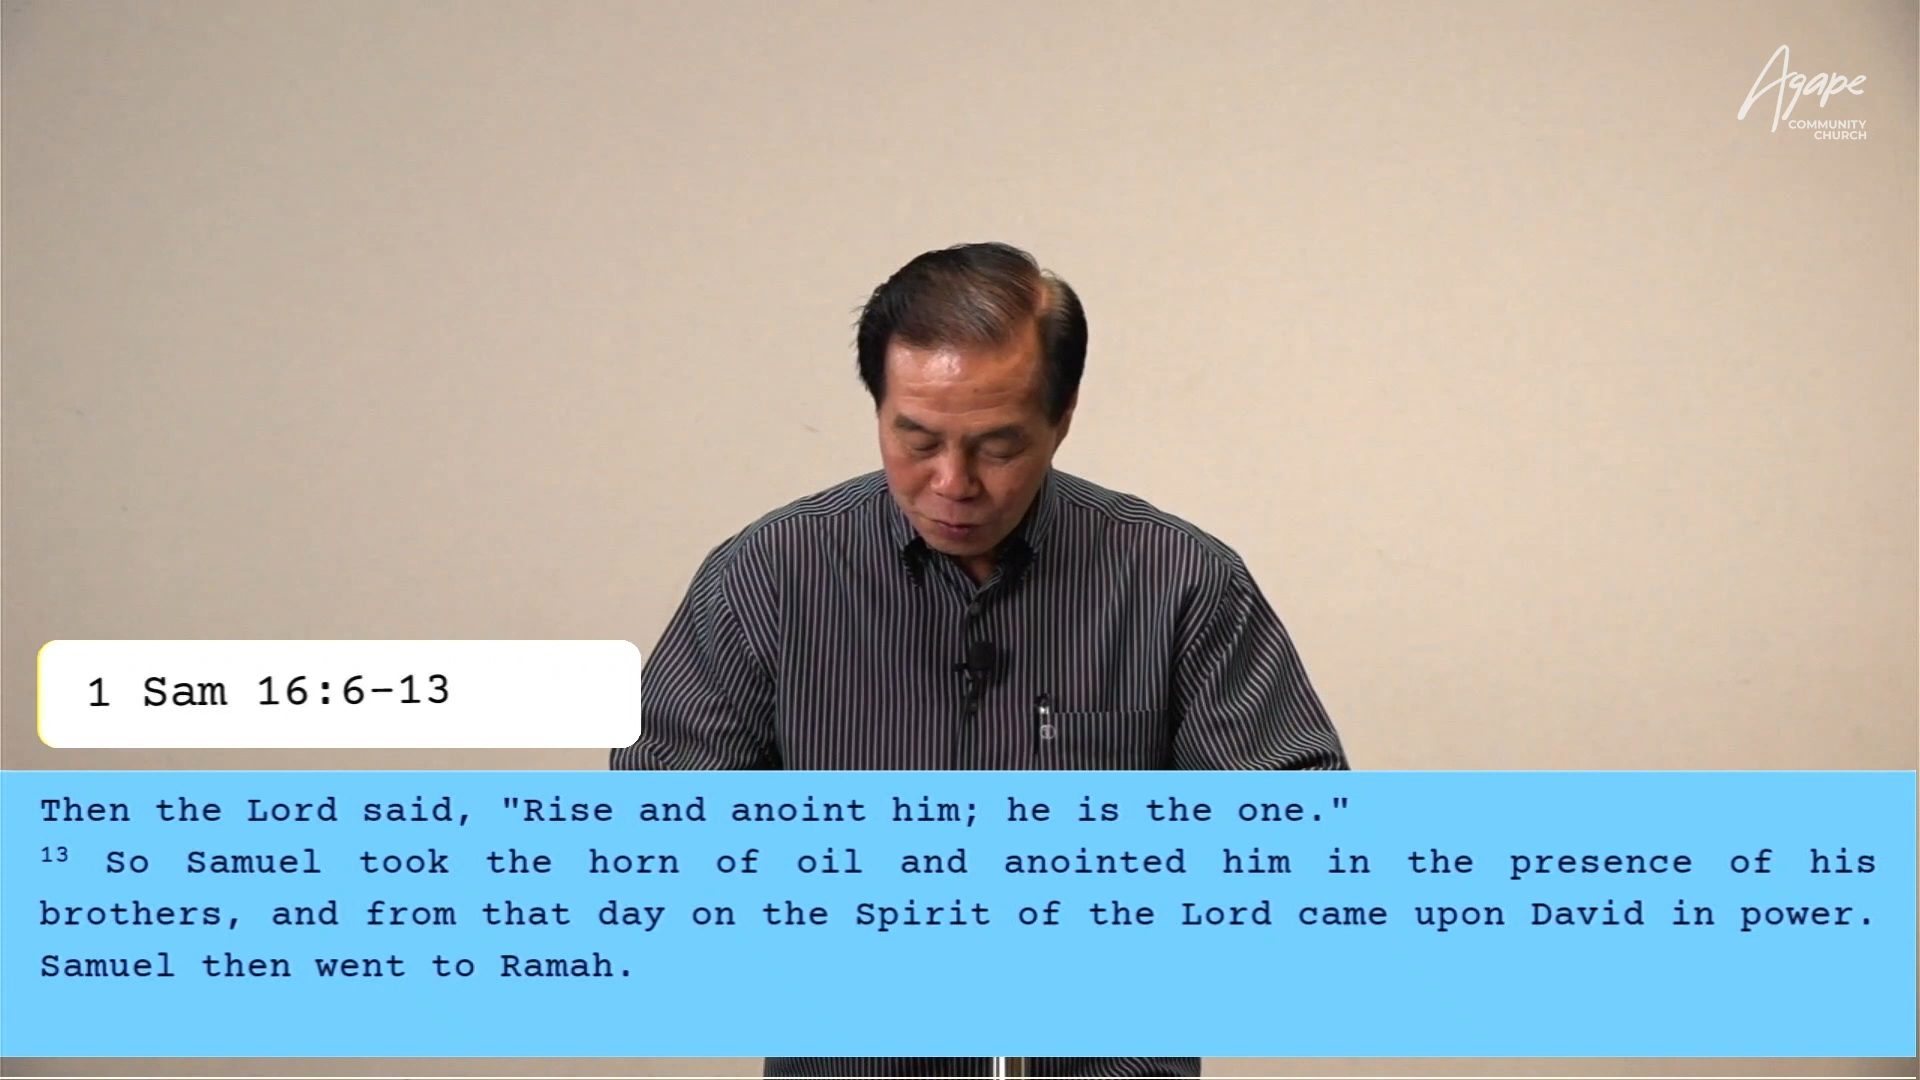 Agape
COMMUNITY
CHURCH
1 Sam 16:6-13
Then the Lord said, "Rise and anoint him; he is the one."
13 So Samuel took the horn of oil and anointed him in the presence of his
brothers, and from that day on the Spirit of the Lord came upon David in power.
Samuel then went to Ramah.